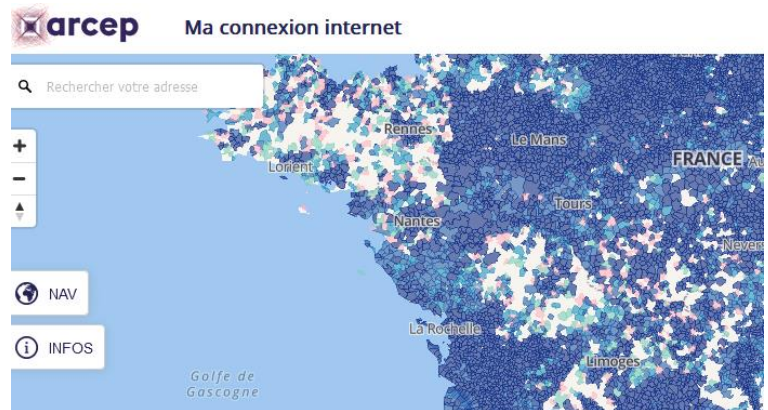 arcep
Ma connexion internet
Rechercher votre adresse
Rennes
Le Mans
Lorient
FRANCE
Tours
Nantes
Nevers
NAV
La Rochelle
INFOS
Limoges
Golfe de
Gascogne